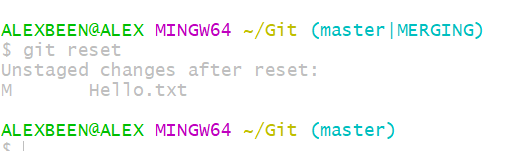 ALEXBEEN@ALEX MINGW64 ~/Git (master|MERGING)
$ git reset
Unstaged changes after reset:
M       Hello.txt
ALEXBEEN@ALEX MINGW64 ~/Git (master)
$